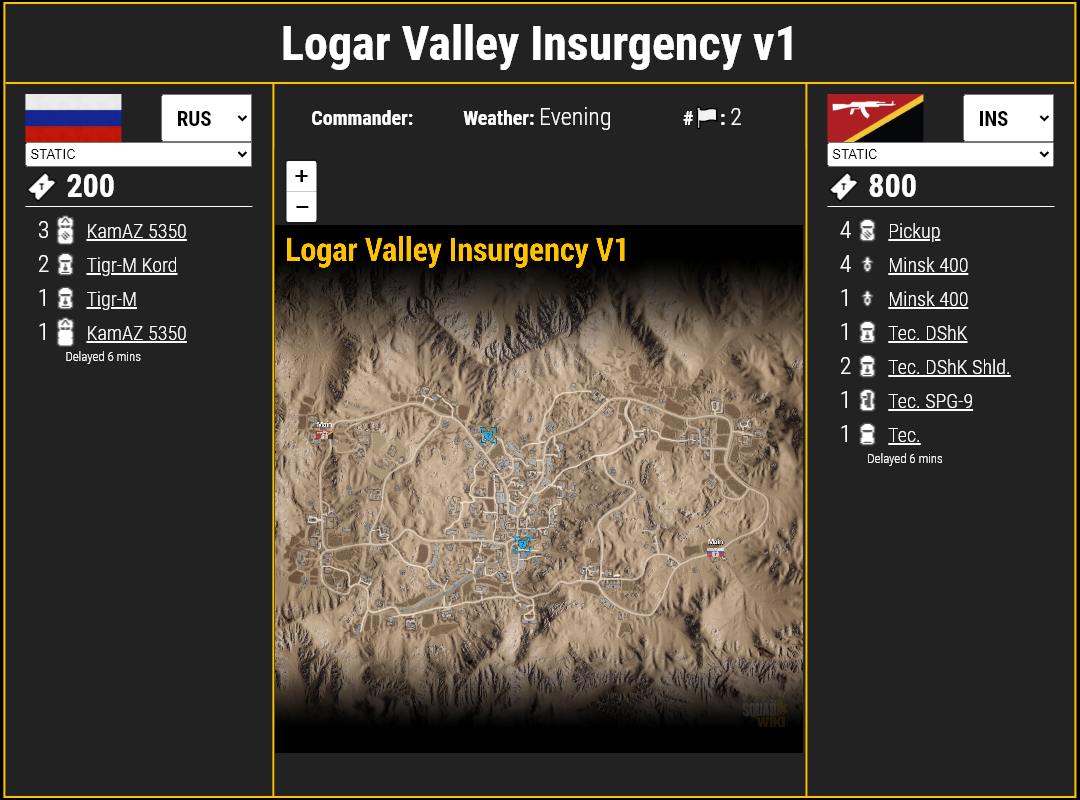 Logar Valley Insurgency v1
RUS
STATIC
200
3 KamAZ 5350
2 Tigr-M Kord
1 Tigr-M
1 KamAZ 5350
Delayed 6 mins
Commander: Weather: Evening # : 2
+
−
Logar Valley Insurgency V1
Main
Main
SQUAD
WIKI
INS
STATIC
800
4 Pickup
4 Minsk 400
1 Minsk 400
1 Tec. DShK
2 Tec. DShK Shld.
1 Tec. SPG-9
1 Tec.
Delayed 6 mins